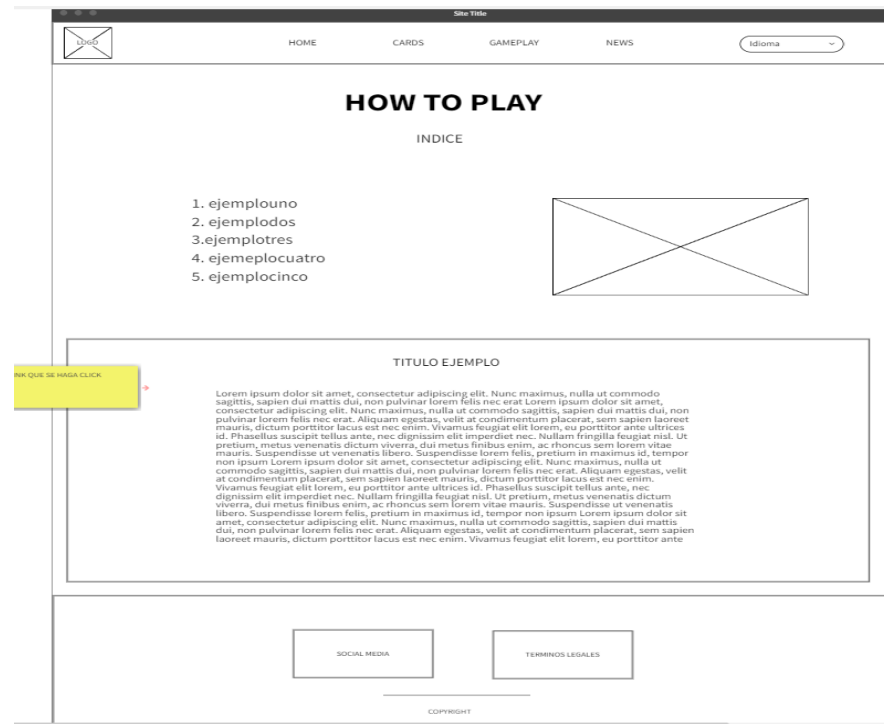 Site Title
LOGO
HOME CARDS GAMEPLAY NEWS Idioma
HOW TO PLAY
INDICE
1. ejemplouno
2. ejemplodos
3.ejemplotres
4. ejemeplocuatro
5. ejemplocinco
TITULO EJEMPLO
INK QUE SE HAGA CLICK
Lorem ipsum dolor sit amet, consectetur adipiscing elit. Nunc maximus, nulla ut commodo
sagittis, sapien dui mattis dui, non pulvinar lorem felis nec erat Lorem ipsum dolor sit amet,
consectetur adipiscing elit. Nunc maximus, nulla ut commodo sagittis, sapien dui mattis dui, non
pulvinar lorem felis nec erat. Aliquam egestas, velit at condimentum placerat, sem sapien laoreet
mauris, dictum porttitor lacus est nec enim. Vivamus feugiat elit lorem, eu porttitor ante ultrices
id. Phasellus suscipit tellus ante, nec dignissim elit imperdiet nec. Nullam fringilla feugiat nisl. Ut
pretium, metus venenatis dictum viverra, dui metus finibus enim, ac rhoncus sem lorem vitae
mauris. Suspendisse ut venenatis libero. Suspendisse lorem felis, pretium in maximus id, tempor
non ipsum Lorem ipsum dolor sit amet, consectetur adipiscing elit. Nunc maximus, nulla ut
commodo sagittis, sapien dui mattis dui, non pulvinar lorem felis nec erat. Aliquam egestas, velit
at condimentum placerat, sem sapien laoreet mauris, dictum porttitor lacus est nec enim.
Vivamus feugiat elit lorem, eu porttitor ante ultrices id. Phasellus suscipit tellus ante, nec
dignissim elit imperdiet nec. Nullam fringilla feugiat nisl. Ut pretium, metus venenatis dictum
viverra, dui metus finibus enim, ac rhoncus sem lorem vitae mauris. Suspendisse ut venenatis
libero. Suspendisse lorem felis, pretium in maximus id, tempor non ipsum Lorem ipsum dolor sit
amet, consectetur adipiscing elit. Nunc maximus, nulla ut commodo sagittis, sapien dui mattis
dui, non pulvinar lorem felis nec erat. Aliquam egestas, velit at condimentum placerat, sem sapien
laoreet mauris, dictum porttitor lacus est nec enim. Vivamus feugiat elit lorem, eu porttitor ante
SOCIAL MEDIA
TERMINOS LEGALES
COPYRIGHT